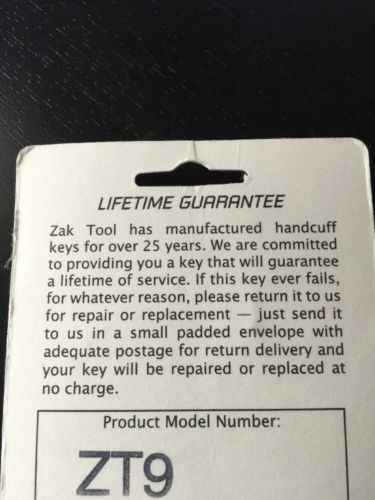 LIFETIME GUARANTEE
Zak Tool has manufactured handcuff
keys for over 25 years. We are committed
to providing you a key that will guarantee
a lifetime of service. If this key ever fails,
for whatever reason, please return it to us
for repair or replacement — just send it
to us in a small padded envelope with
adequate postage for return delivery and
your key will be repaired or replaced at
no charge.
Product Model Number:
ZT9